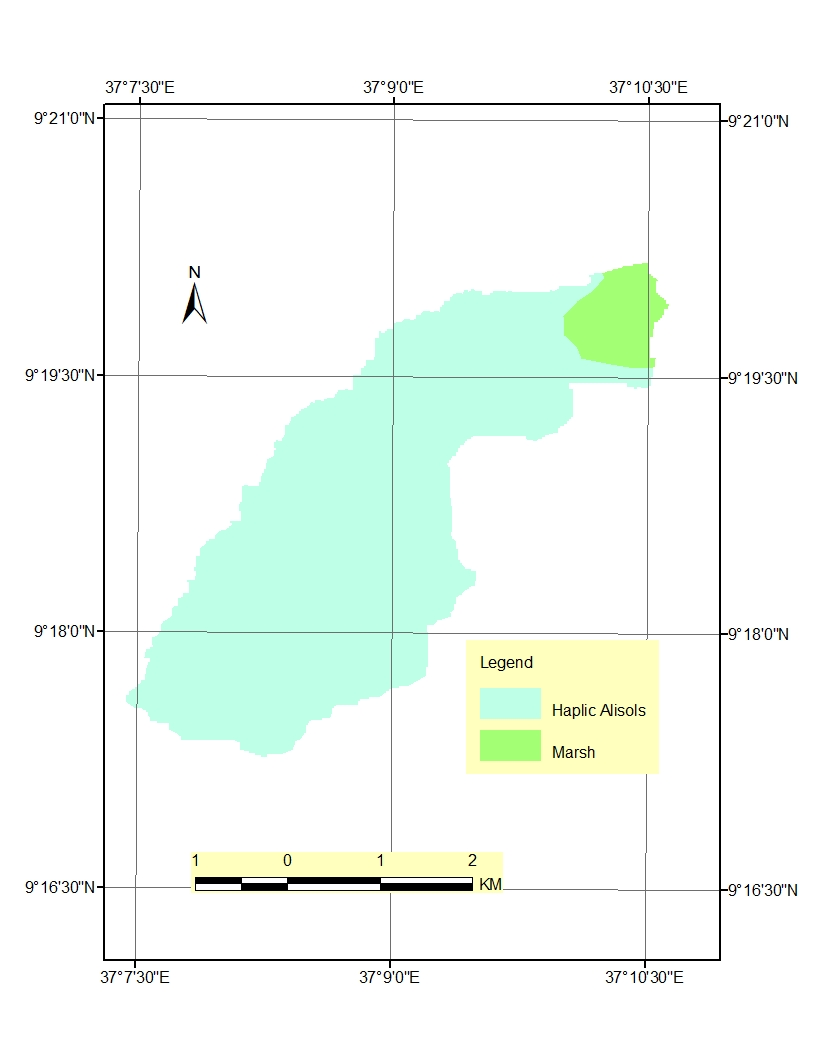 37°7'30"E 37°9'0"E 37°10'30"E
9°21'0"N 9°21'0"N
N
9°19'30"N 9°19'30"N
9°18'0"N 9°18'0"N
Legend
Haplic Alisols
Marsh
1 0 1 2
KM
9°16'30"N 9°16'30"N
37°7'30"E 37°9'0"E 37°10'30"E